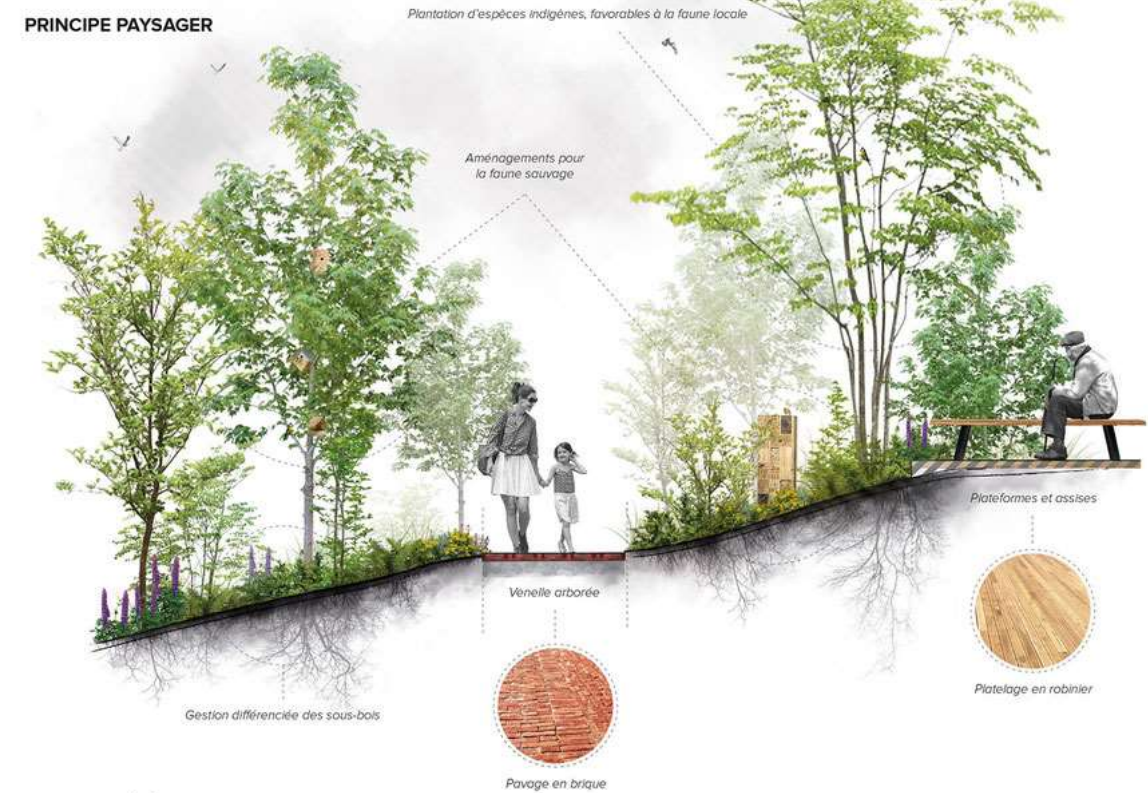 PRINCIPE PAYSAGER
Plantation d'espèces indigènes, favorables à la faune locale
Aménagements pour
la faune sauvage
Plateformes et assises
Venelle arborée
Platelage en robinier
Gestion différenciée des sous-bois
Pavage en brique